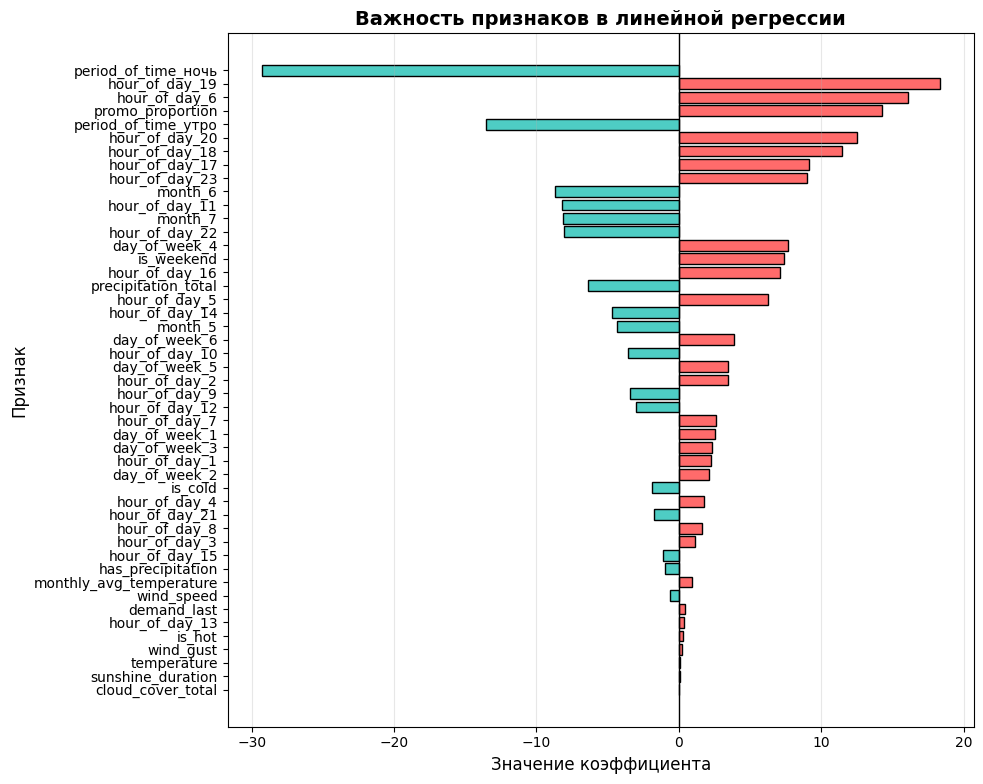 Важность признаков в линейной регрессии
Признак
period_of_time_ночь
hour_of_day_19
hour_of_day_6
promo_proportion
period_of_time_утро
hour_of_day_20
hour_of_day_18
hour_of_day_17
hour_of_day_23
month_6
hour_of_day_11
month_7
hour_of_day_22
day_of_week_4
is_weekend
hour_of_day_16
precipitation_total
hour_of_day_5
hour_of_day_14
month_5
day_of_week_6
hour_of_day_10
day_of_week_5
hour_of_day_2
hour_of_day_9
hour_of_day_12
hour_of_day_7
day_of_week_1
day_of_week_3
hour_of_day_1
day_of_week_2
is_cold
hour_of_day_4
hour_of_day_21
hour_of_day_8
hour_of_day_3
hour_of_day_15
has_precipitation
monthly_avg_temperature
wind_speed
demand_last
hour_of_day_13
is_hot
wind_gust
temperature
sunshine_duration
cloud_cover_total
−30 −20 −10 0 10 20
Значение коэффициента